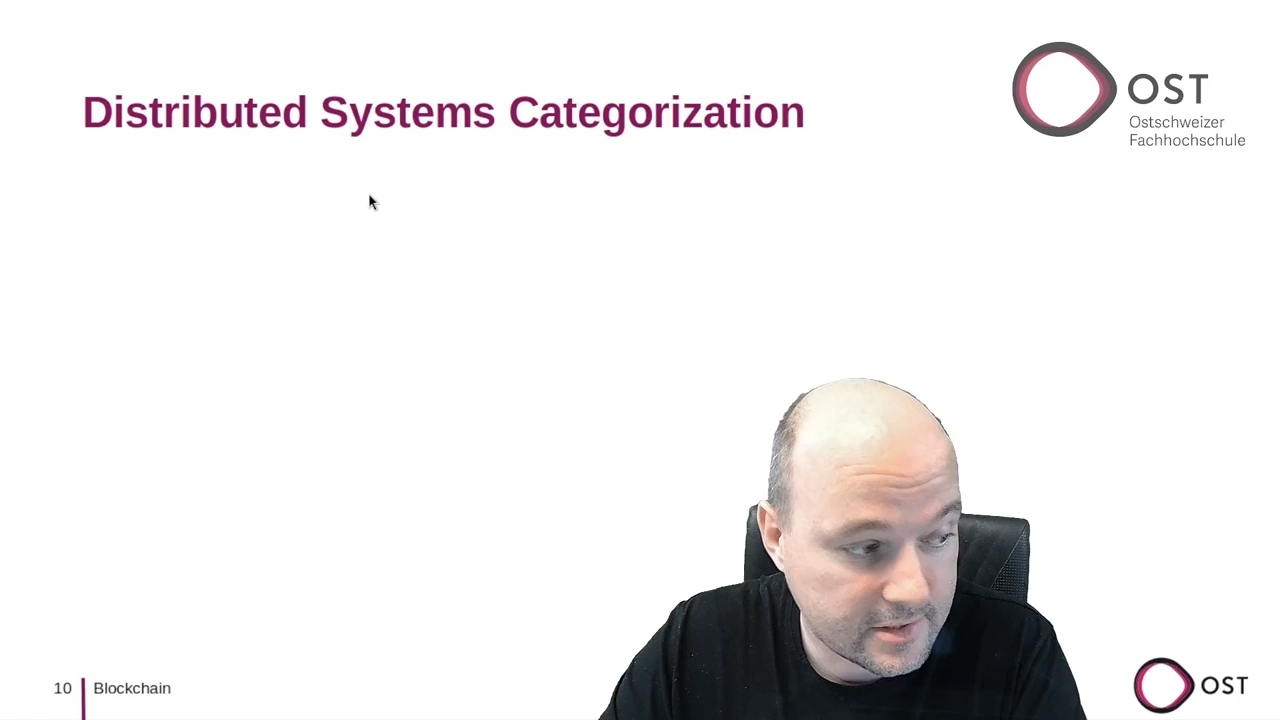 Distributed Systems Categorization
OST
Ostschweizer
Fachhochschule
10
Blockchain
OST